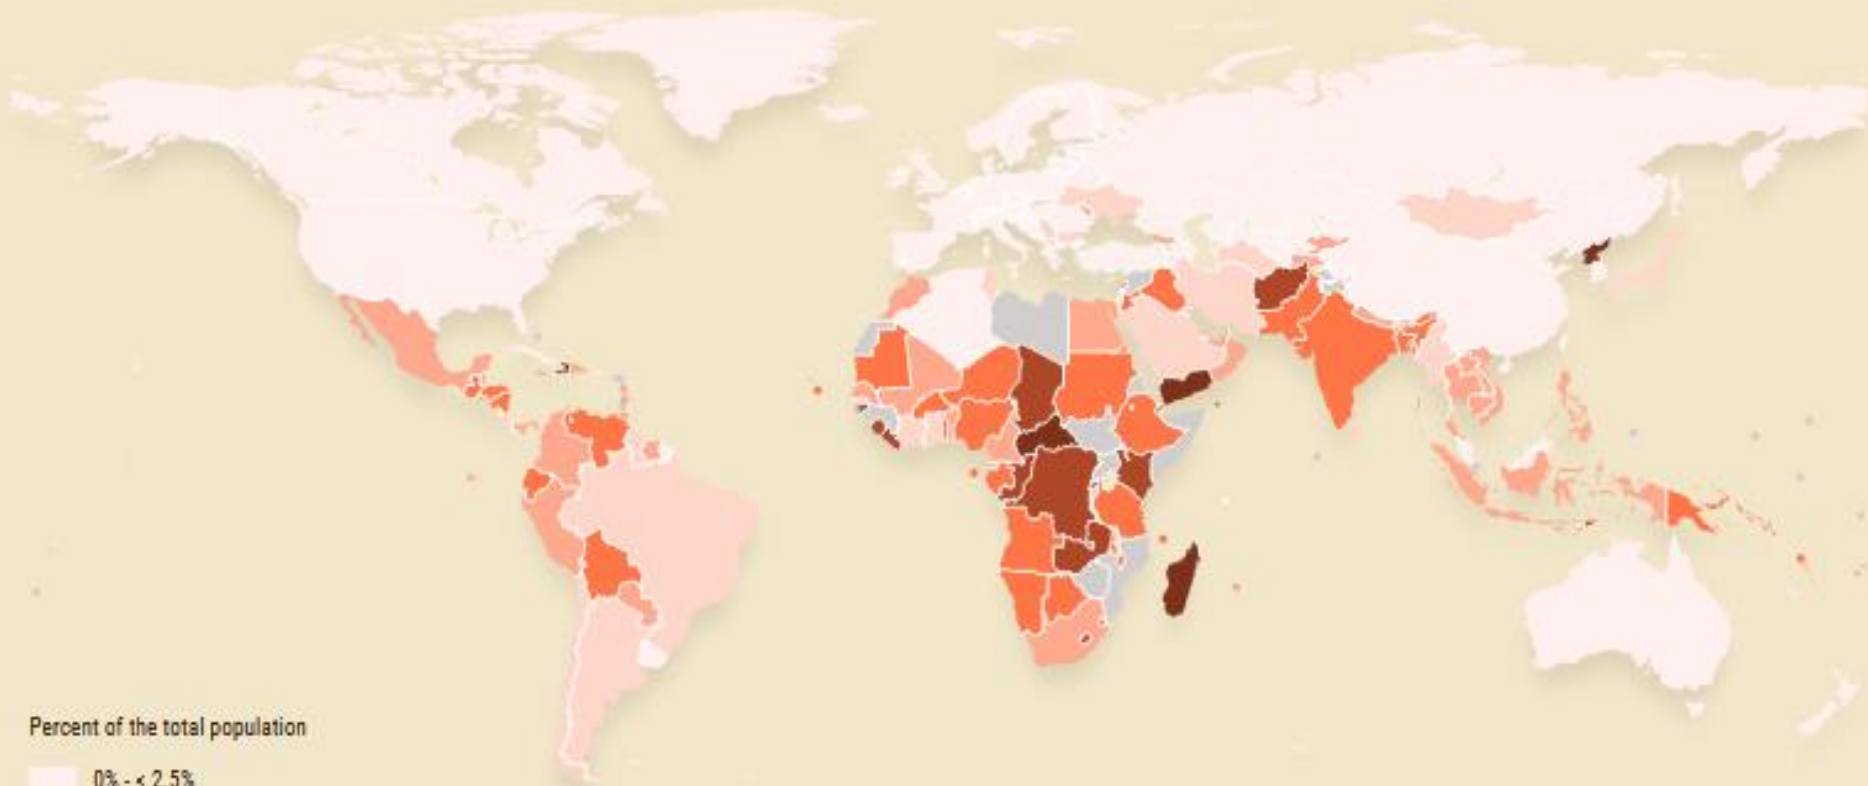 Percent of the total population
0% - < 2.5%